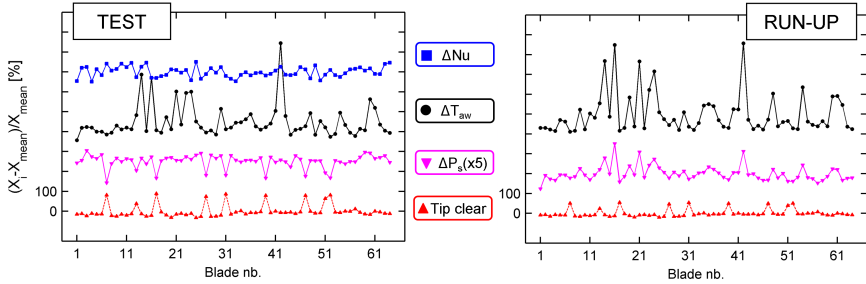 TEST
RUN-UP
(Xᵢ-X_mean))/X_mean [%]
100
0
1 11 21 31 41 51 61
Blade nb.
ΔNu
ΔT_aw
ΔP_s(x5)
Tip clear
100
0
1 11 21 31 41 51 61
Blade nb.